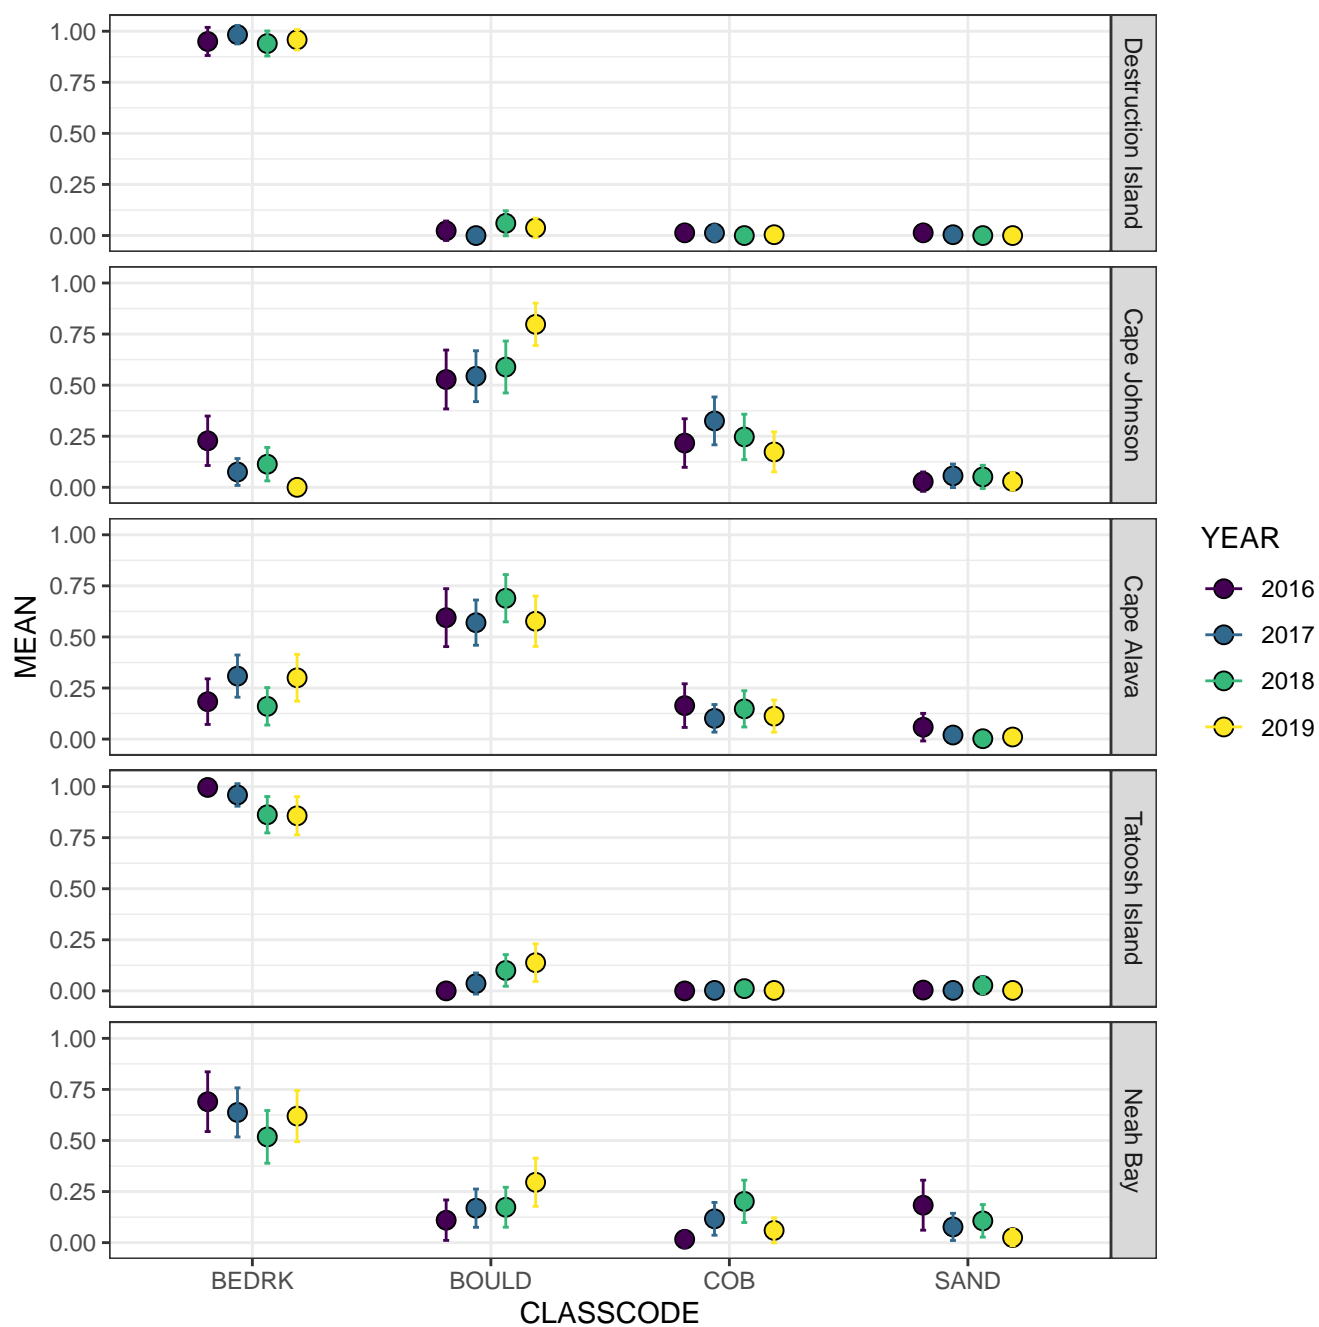 1.00
0.75
0.50
0.25
0.00
Destruction Island
1.00
0.75
0.50
0.25
0.00
Cape Johnson
1.00
0.75
0.50
0.25
0.00
Cape Alava
1.00
0.75
0.50
0.25
0.00
Tatoosh Island
1.00
0.75
0.50
0.25
0.00
Neah Bay
MEAN
BEDRK
BOULD
COB
SAND
CLASSCODE
YEAR
2016
2017
2018
2019